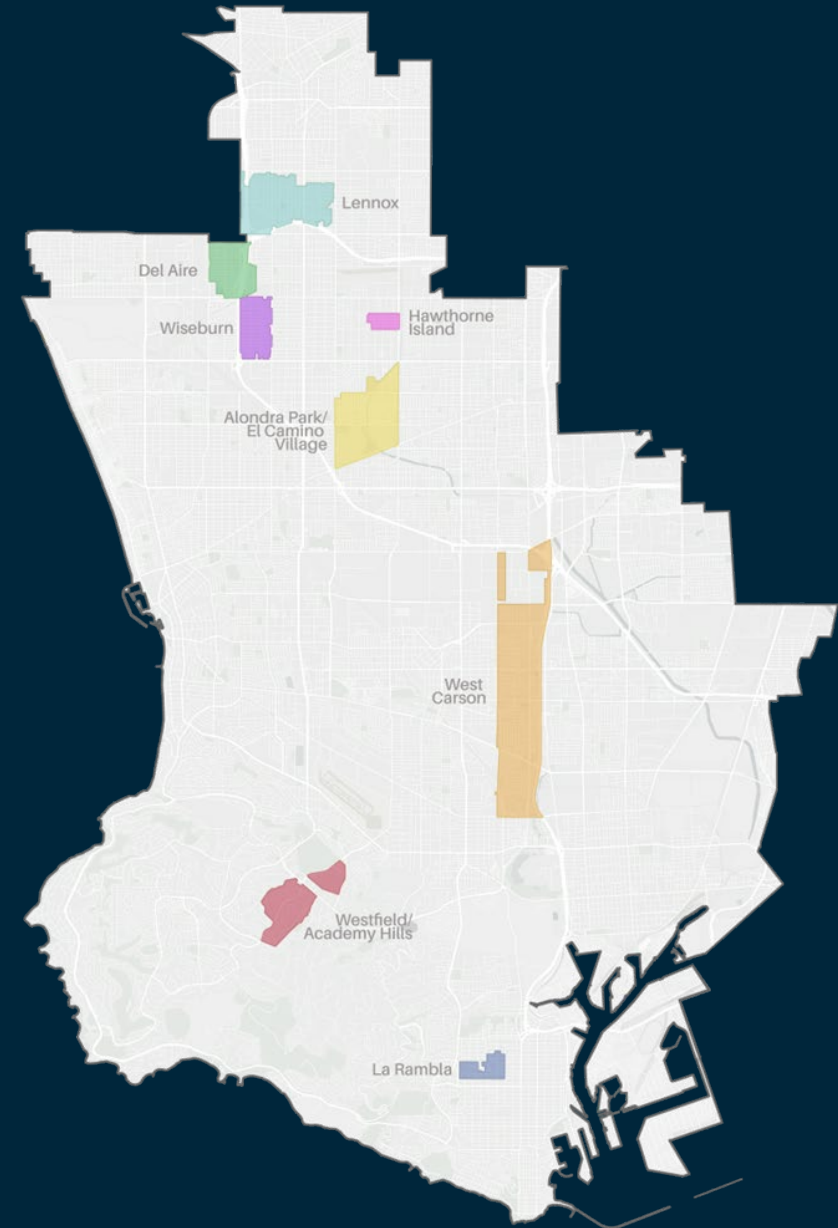 Lennox
Del Aire
Wiseburn
Hawthorne
Island
Alondra Park/
El Camino
Village
West
Carson
Westfield/
Academy Hills
La Rambla